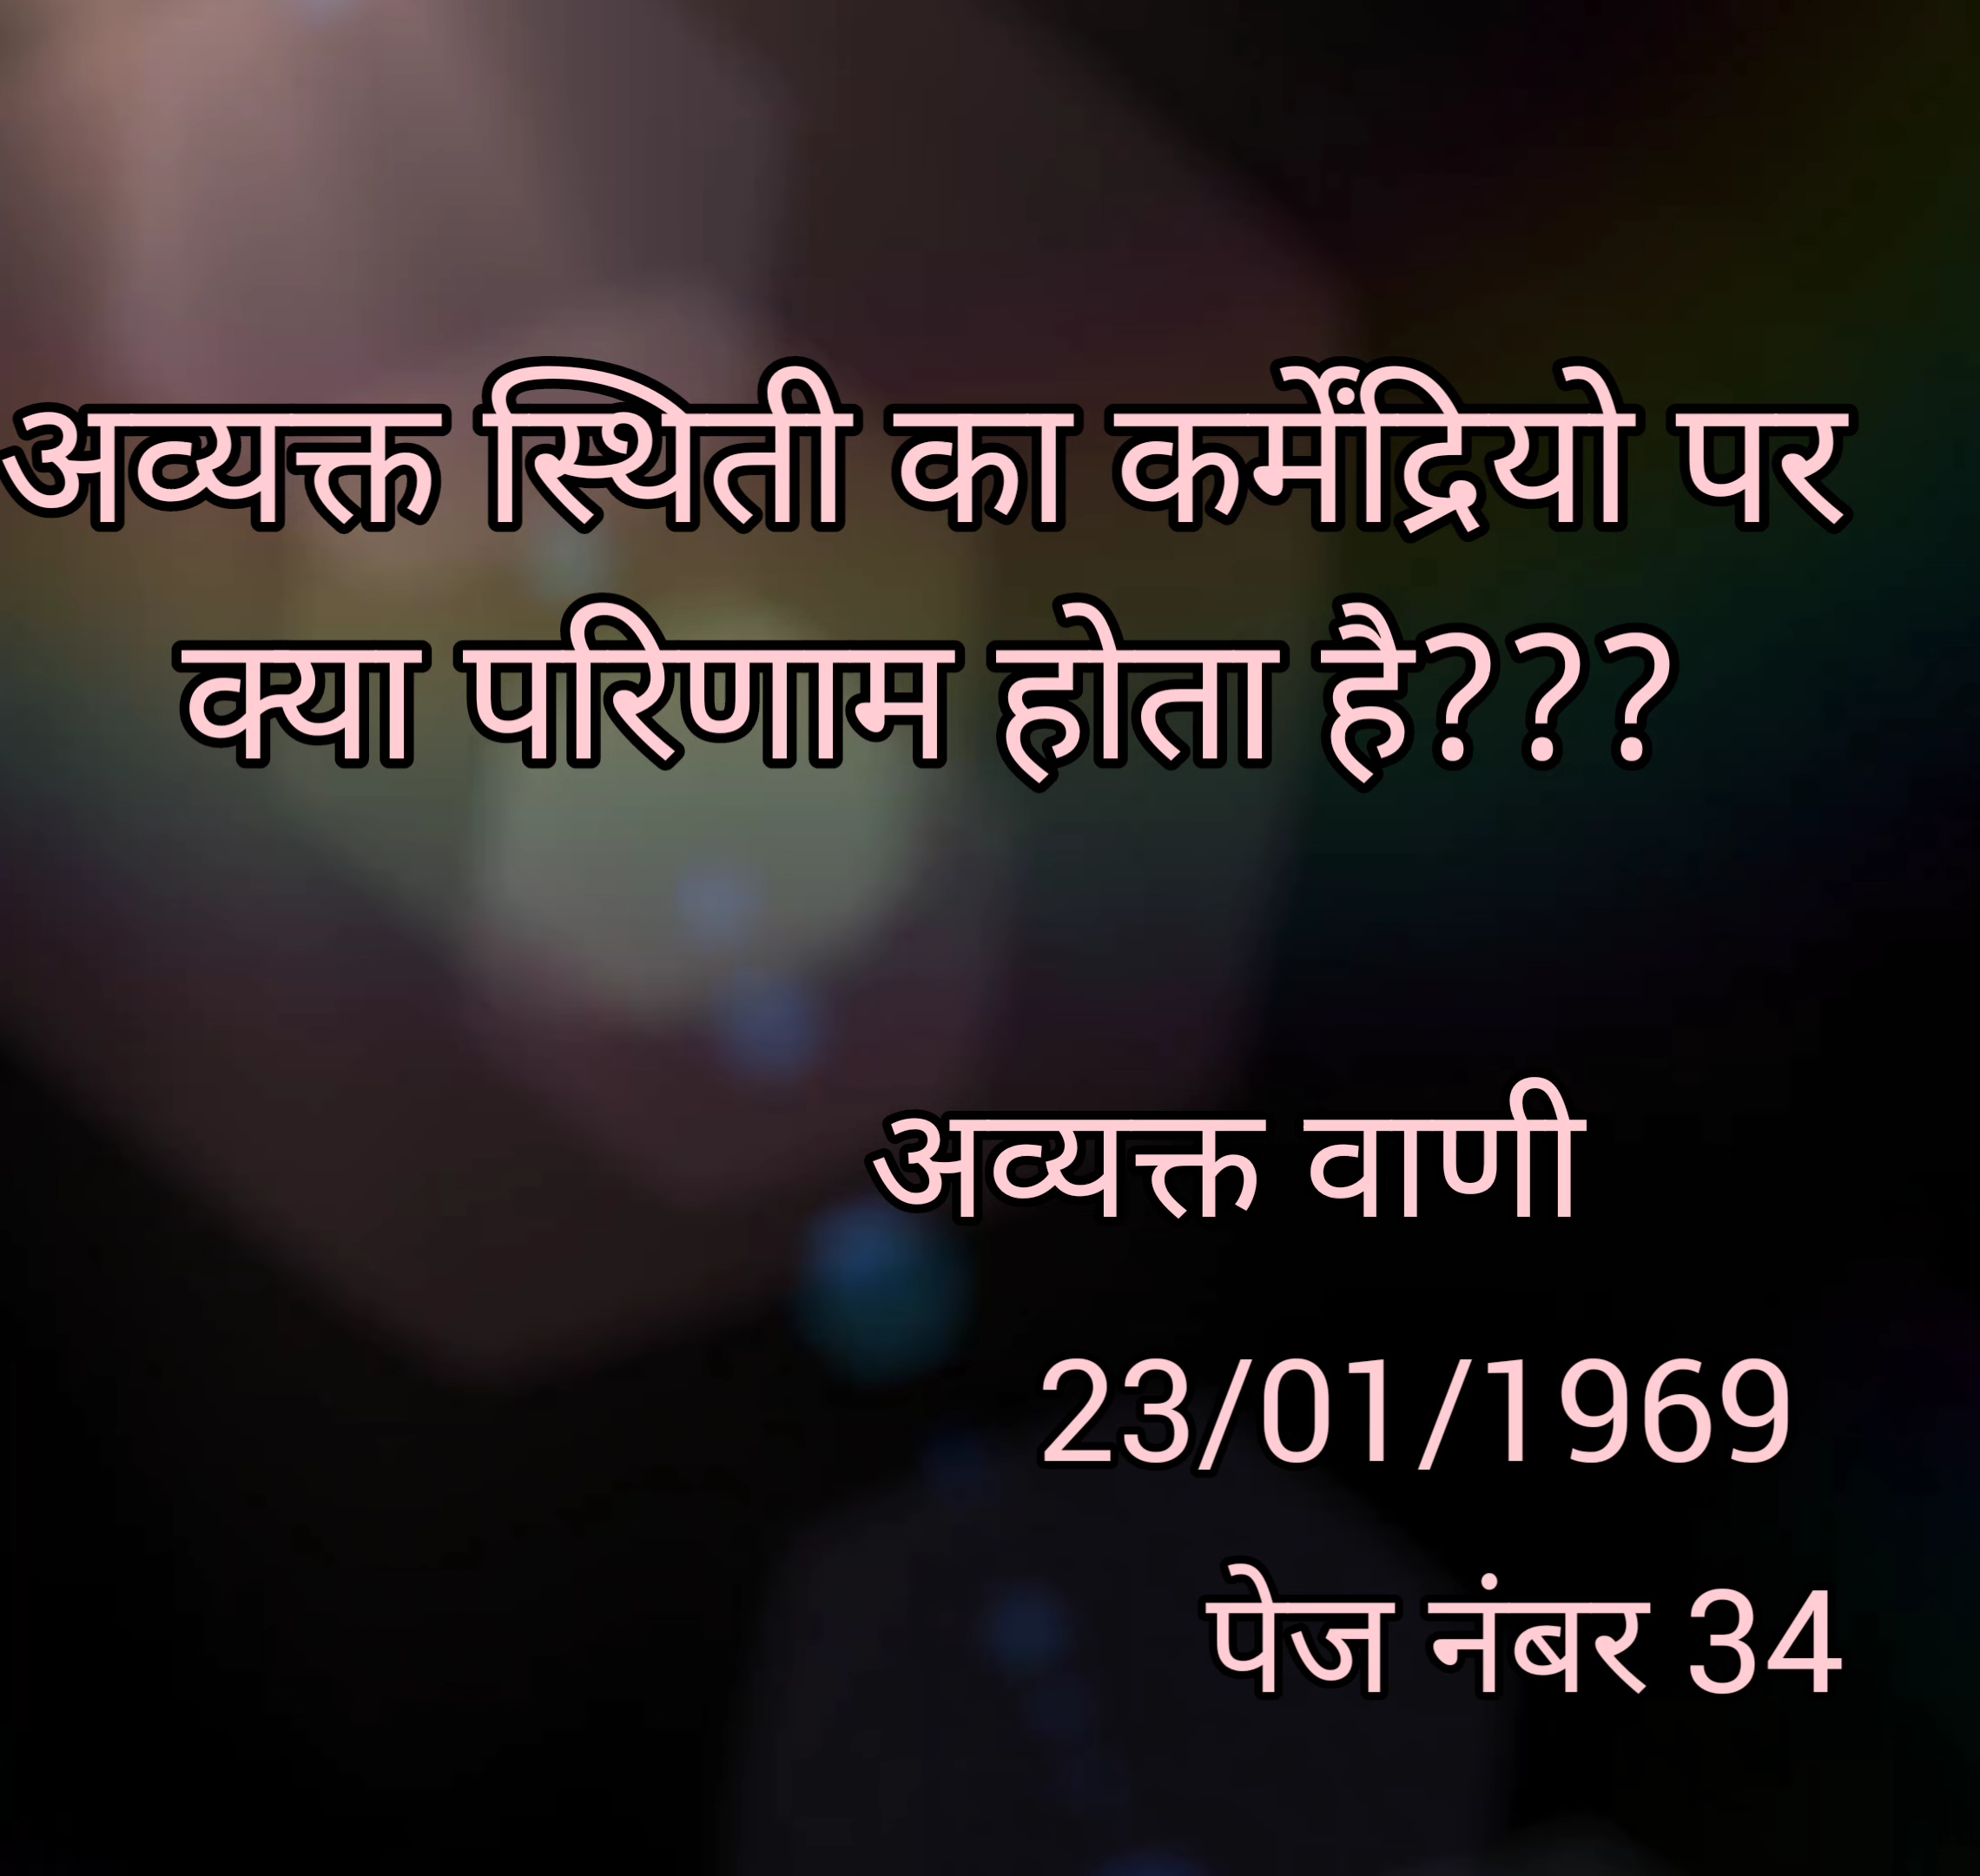 अव्यक्त स्थिती का कर्मेंद्रियो पर
क्या परिणाम होता है???
अव्यक्त वाणी
23/01/1969
पेज नंबर 34